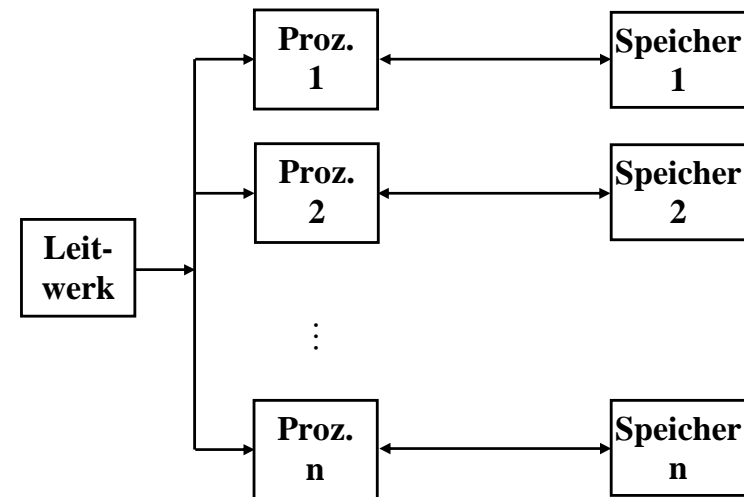 Proz.
1
Speicher
1
Proz.
2
Speicher
2
Leit-
werk
⋮
Proz.
n
Speicher
n